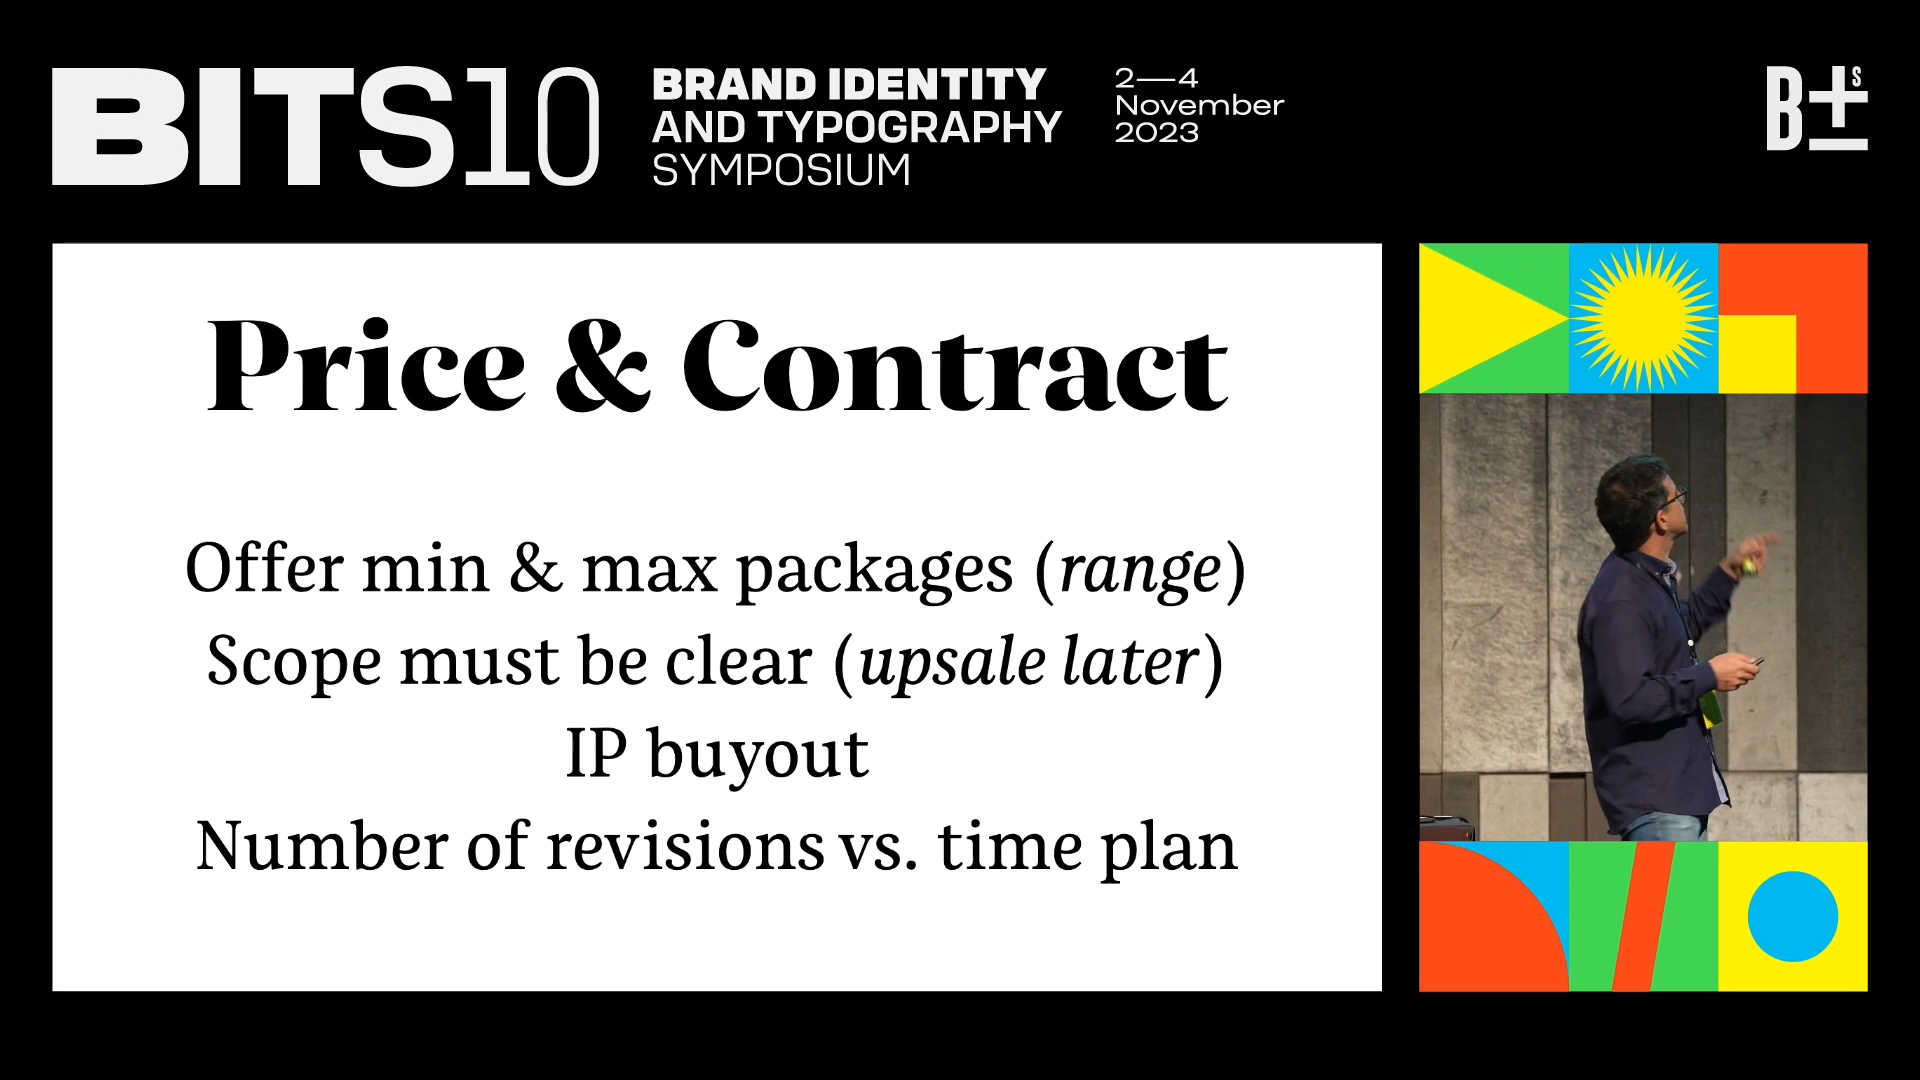 BITS10
BRAND IDENTITY
AND TYPOGRAPHY
SYMPOSIUM
2—4
November
2023
B±s
Price & Contract
Offer min & max packages (range)
Scope must be clear (upsale later)
IP buyout
Number of revisions vs. time plan